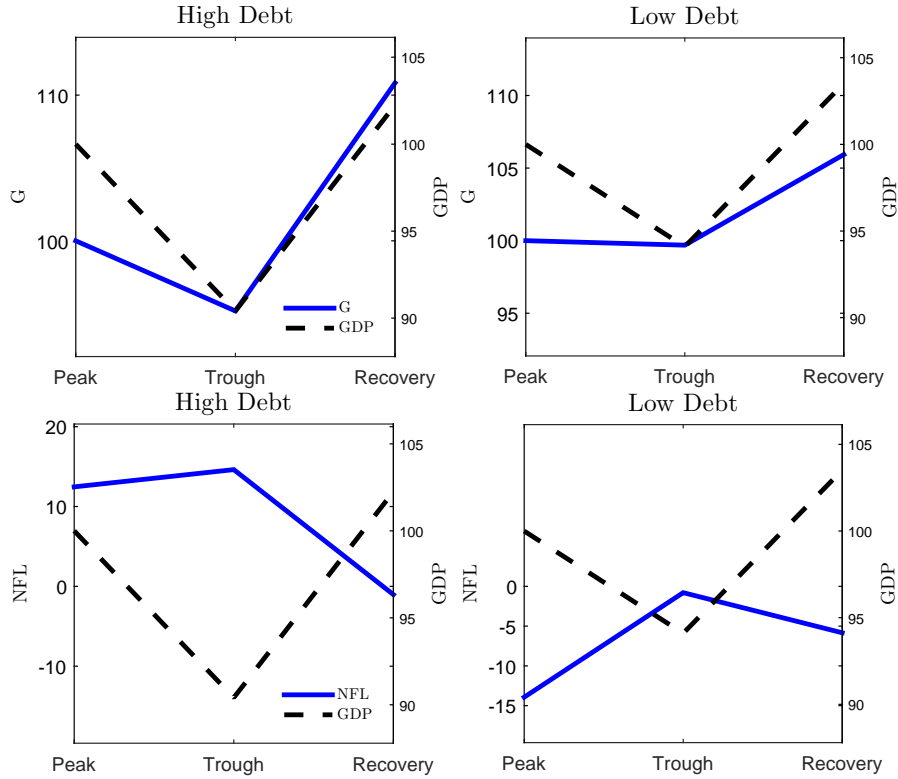 High Debt
110
100
G
105
100
95
90
GDP
G
GDP
Peak Trough Recovery
Low Debt
110
105
100
95
G
105
100
95
90
GDP
Peak Trough Recovery
High Debt
20
10
0
-10
NFL
105
100
95
90
GDP
NFL
GDP
Peak Trough Recovery
Low Debt
0
-5
-10
-15
NFL
105
100
95
90
GDP
Peak Trough Recovery